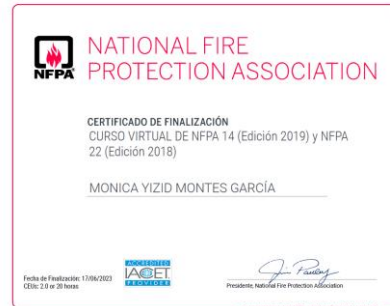 NFPA
NATIONAL FIRE
PROTECTION ASSOCIATION
CERTIFICADO DE FINALIZACIÓN
CURSO VIRTUAL DE NFPA 14 (Edición 2019) y NFPA
22 (Edición 2018)
MONICA YIZID MONTES GARCÍA
Fecha de Finalización: 17/06/2023
CEUs: 2.0 or 20 horas
ACCREDITED
IACET
PROVIDER
Presidente, National Fire Protection Association